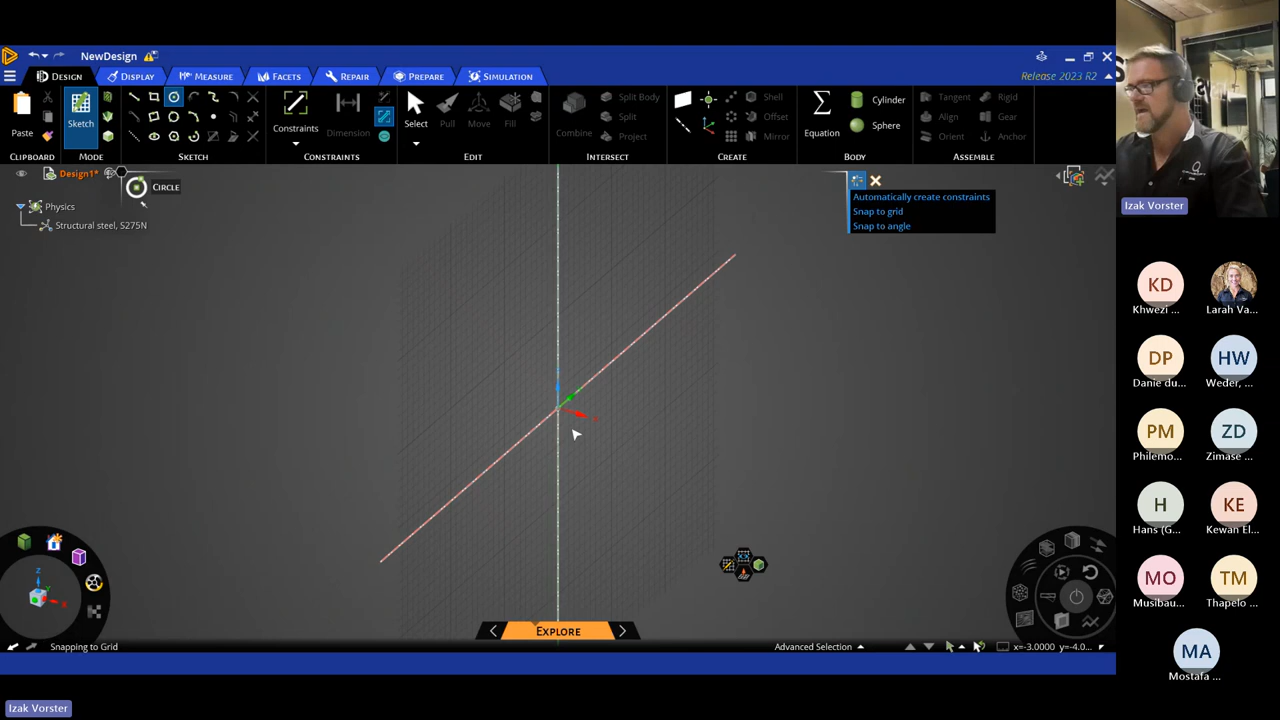 NewDesign
DESIGN DISPLAY MEASURE FACETS REPAIR PREPARE SIMULATION Release 2023 R2
Paste Sketch Constraints Dimension Select Pull Move Fill Combine Split Body Split Project Shell Offset Mirror Equation Cylinder Sphere Tangent Align Orient Rigid Gear Anchor
CLIPBOARD MODE SKETCH CONSTRAINTS EDIT INTERSECT CREATE BODY ASSEMBLE
Design1*
CIRCLE
Physics
Structural steel, S275N
Automatically create constraints
Snap to grid
Snap to angle
Z
EXPLORE
Snapping to Grid Advanced Selection x=-3.0000 y=-4.0...
Izak Vorster
Izak Vorster
KD
Khwezi ... Larah Va...
DP HW
Danie du... Weder, ...
PM ZD
Philemo... Zimase ...
H KE
Hans (G... Kewan El...
MO TM
Musibau... Thapelo ...
MA
Mostafa ...